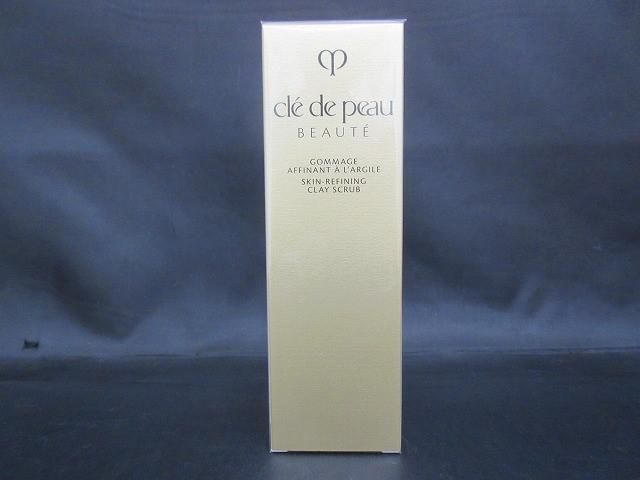 clé de peau
BEAUTÉ
GOMMAGE
AFFINANT À L'ARGILE
SKIN-REFINING
CLAY SCRUB